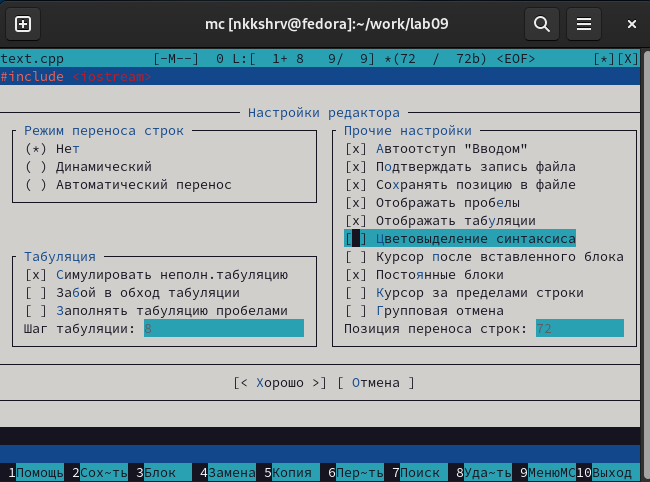 mc [nkkshrv@fedora]:~/work/lab09
text.cpp [-M--] 0 L:[ 1+ 8 9/ 9] *(72 / 72b) <EOF> [*][X]
#include <iostream>
Настройки редактора
Режим переноса строк
(*) Нет
( ) Динамический
( ) Автоматический перенос
Табуляция
[x] Симулировать неполн.табуляцию
[ ] Забой в обход табуляции
[ ] Заполнять табуляцию пробелами
Шаг табуляции: 8
Прочие настройки
[x] Автоотступ "Вводом"
[x] Подтверждать запись файла
[x] Сохранять позицию в файле
[x] Отображать пробелы
[x] Отображать табуляции
[ ] Цветовыделение синтаксиса
[ ] Курсор после вставленного блока
[x] Постоянные блоки
[ ] Курсор за пределами строки
[ ] Групповая отмена
Позиция переноса строк: 72
[< Хорошо >] [ Отмена ]
1Помощь 2Сох~ть 3Блок 4Замена 5Копия 6Пер~ть 7Поиск 8Уда~ть 9МенюMC 10Выход